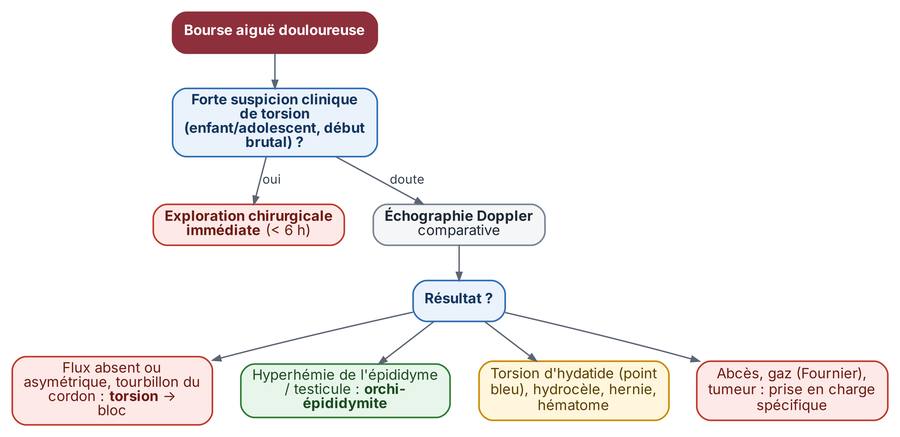 Bourse aiguë douloureuse
Forte suspicion clinique
de torsion
(enfant/adolescent, début
brutal) ?
oui
doute
Exploration chirurgicale
immédiate (< 6 h)
Échographie Doppler
comparative
Résultat ?
Flux absent ou
asymétrique, tourbillon du
cordon : torsion →
bloc
Hyperhémie de l'épididyme
/ testicule : orchi-
épididymite
Torsion d'hydatide (point
bleu), hydrocèle, hernie,
hématome
Abcès, gaz (Fournier),
tumeur : prise en charge
spécifique